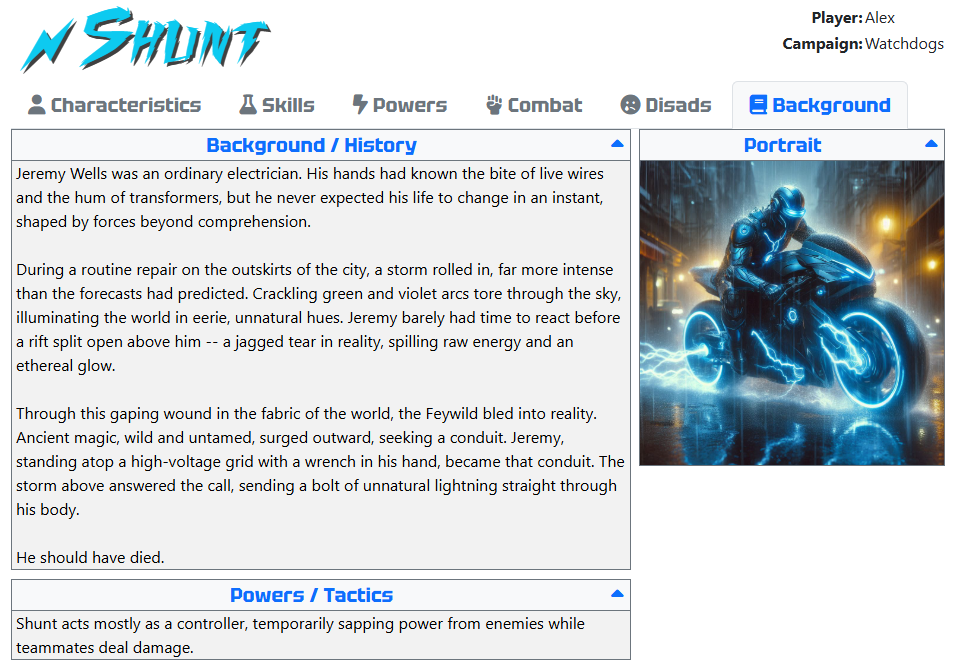 N SHUNT
Player: Alex
Campaign: Watchdogs
Characteristics
Skills
Powers
Combat
Disads
Background
Background / History
Jeremy Wells was an ordinary electrician. His hands had known the bite of live wires
and the hum of transformers, but he never expected his life to change in an instant,
shaped by forces beyond comprehension.
During a routine repair on the outskirts of the city, a storm rolled in, far more intense
than the forecasts had predicted. Crackling green and violet arcs tore through the sky,
illuminating the world in eerie, unnatural hues. Jeremy barely had time to react before
a rift split open above him -- a jagged tear in reality, spilling raw energy and an
ethereal glow.
Through this gaping wound in the fabric of the world, the Feywild bled into reality.
Ancient magic, wild and untamed, surged outward, seeking a conduit. Jeremy,
standing atop a high-voltage grid with a wrench in his hand, became that conduit. The
storm above answered the call, sending a bolt of unnatural lightning straight through
his body.
He should have died.
Portrait
Powers / Tactics
Shunt acts mostly as a controller, temporarily sapping power from enemies while
teammates deal damage.